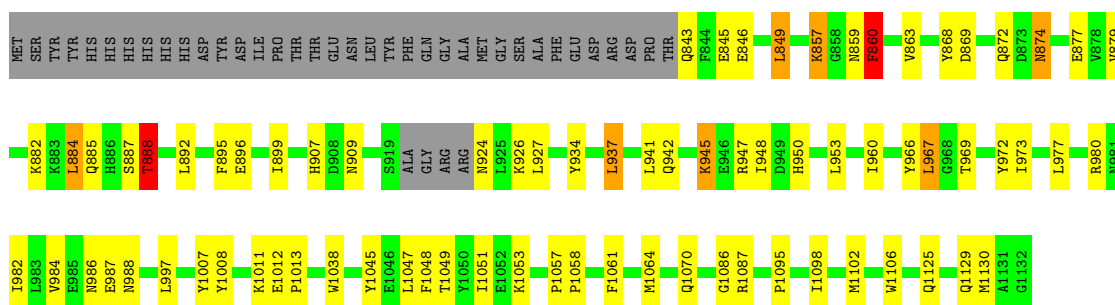 MET SER TYR TYR HIS HIS HIS HIS HIS HIS ASP TYR ASP ILE PRO THR THR GLU ASN LEU TYR PHE GLN GLY ALA MET GLY SER ALA PHE GLU ASP ARG ASP PRO THR Q843 F844 E845 E846 L849 K857 G858 N859 F860 V863 Y868 D869 Q872 D873 N874 E877 V878 V879
K882 K883 L884 Q885 H886 S887 T888 L892 F895 E896 I899 H907 D908 N909 S919 ALA GLY ARG ARG N924 L925 K926 L927 Y934 L937 L941 Q942 K945 E946 R947 I948 D949 H950 L953 I960 Y966 L967 G968 T969 Y972 I973 L977 R980 N981
I982 L983 V984 E985 N986 E987 N988 L997 Y1007 Y1008 K1011 E1012 P1013 W1038 Y1045 E1046 L1047 F1048 T1049 Y1050 I1051 E1052 K1053 P1057 P1058 F1061 M1064 Q1070 G1086 R1087 P1095 I1098 M1102 W1106 Q1125 Q1129 M1130 A1131 G1132